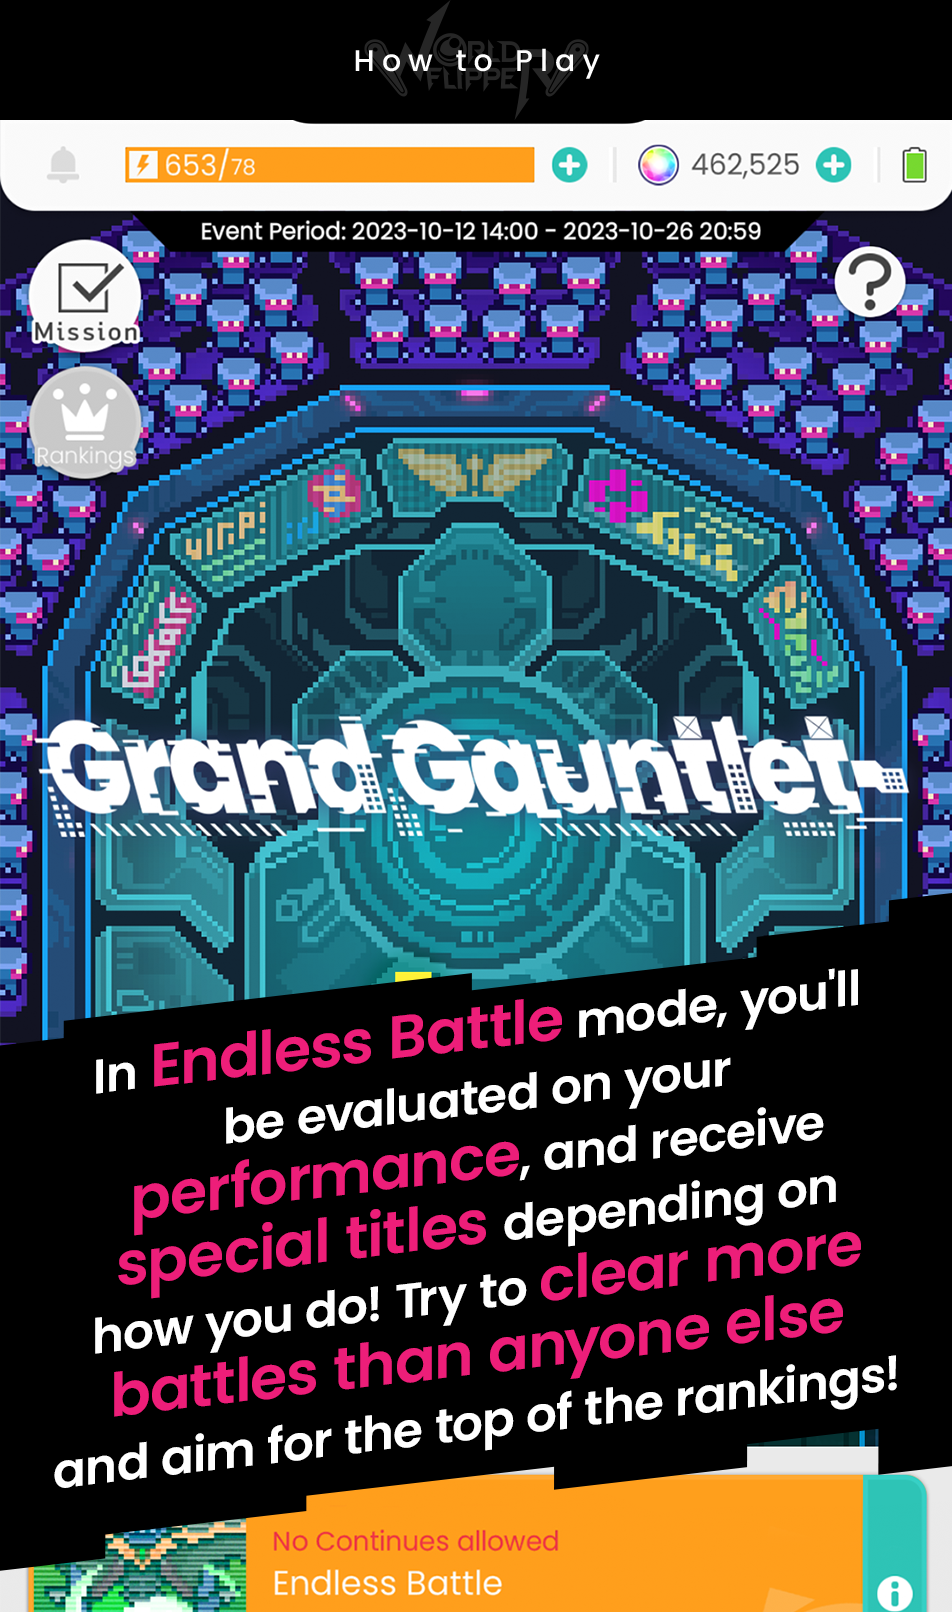 WORLD FLIPPER
How to Play
653/78
462,525
Event Period: 2023-10-12 14:00 - 2023-10-26 20:59
Mission
?
Rankings
Grand Gauntlet
In Endless Battle mode, you'll
be evaluated on your
performance, and receive
special titles depending on
how you do! Try to clear more
battles than anyone else
and aim for the top of the rankings!
No Continues allowed
Endless Battle
i